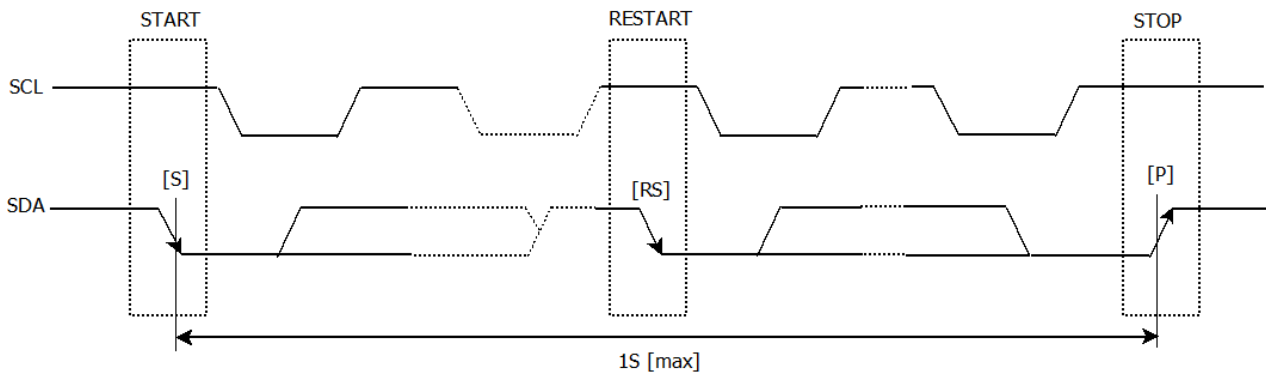 START
RESTART
STOP
SCL
[S]
[RS]
[P]
SDA
1S [max]